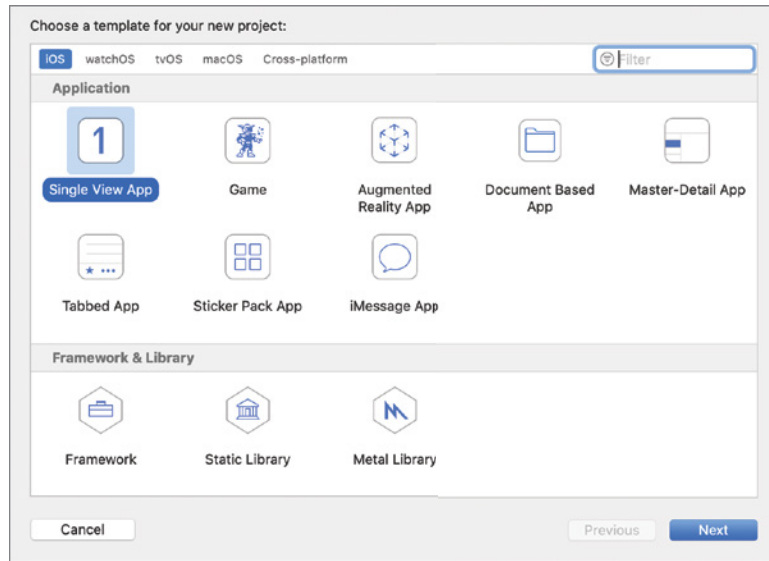 Choose a template for your new project:
iOS watchOS tvOS macOS Cross-platform Filter
Application
1
Single View App Game Augmented Reality App Document Based App Master-Detail App
Tabbed App Sticker Pack App iMessage App
Framework & Library
Framework Static Library Metal Library
Cancel Previous Next